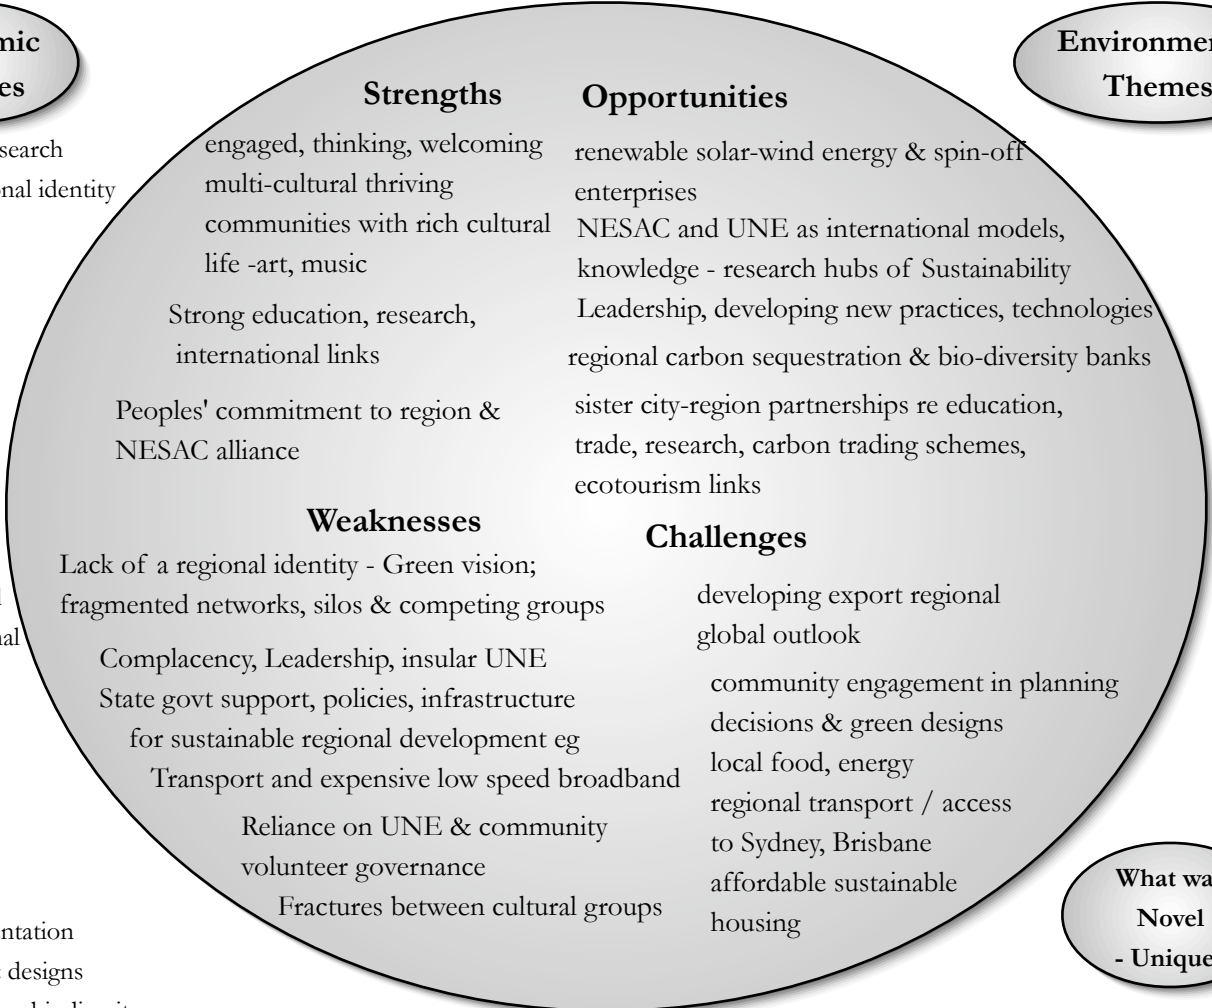 Strengths
engaged, thinking, welcoming
multi-cultural thriving
communities with rich cultural
life -art, music
Strong education, research,
international links
Peoples' commitment to region &
NESAC alliance
Opportunities
renewable solar-wind energy & spin-off
enterprises
NESAC and UNE as international models,
knowledge - research hubs of Sustainability
Leadership, developing new practices, technologies
regional carbon sequestration & bio-diversity banks
sister city-region partnerships re education,
trade, research, carbon trading schemes,
ecotourism links
Weaknesses
Lack of a regional identity - Green vision;
fragmented networks, silos & competing groups
Complacency, Leadership, insular UNE
State govt support, policies, infrastructure
for sustainable regional development eg
Transport and expensive low speed broadband
Reliance on UNE & community
volunteer governance
Fractures between cultural groups
Challenges
developing export regional
global outlook
community engagement in planning
decisions & green designs
local food, energy
regional transport / access
to Sydney, Brisbane
affordable sustainable
housing
Themes
identity
designs
What
Novel
- Unique